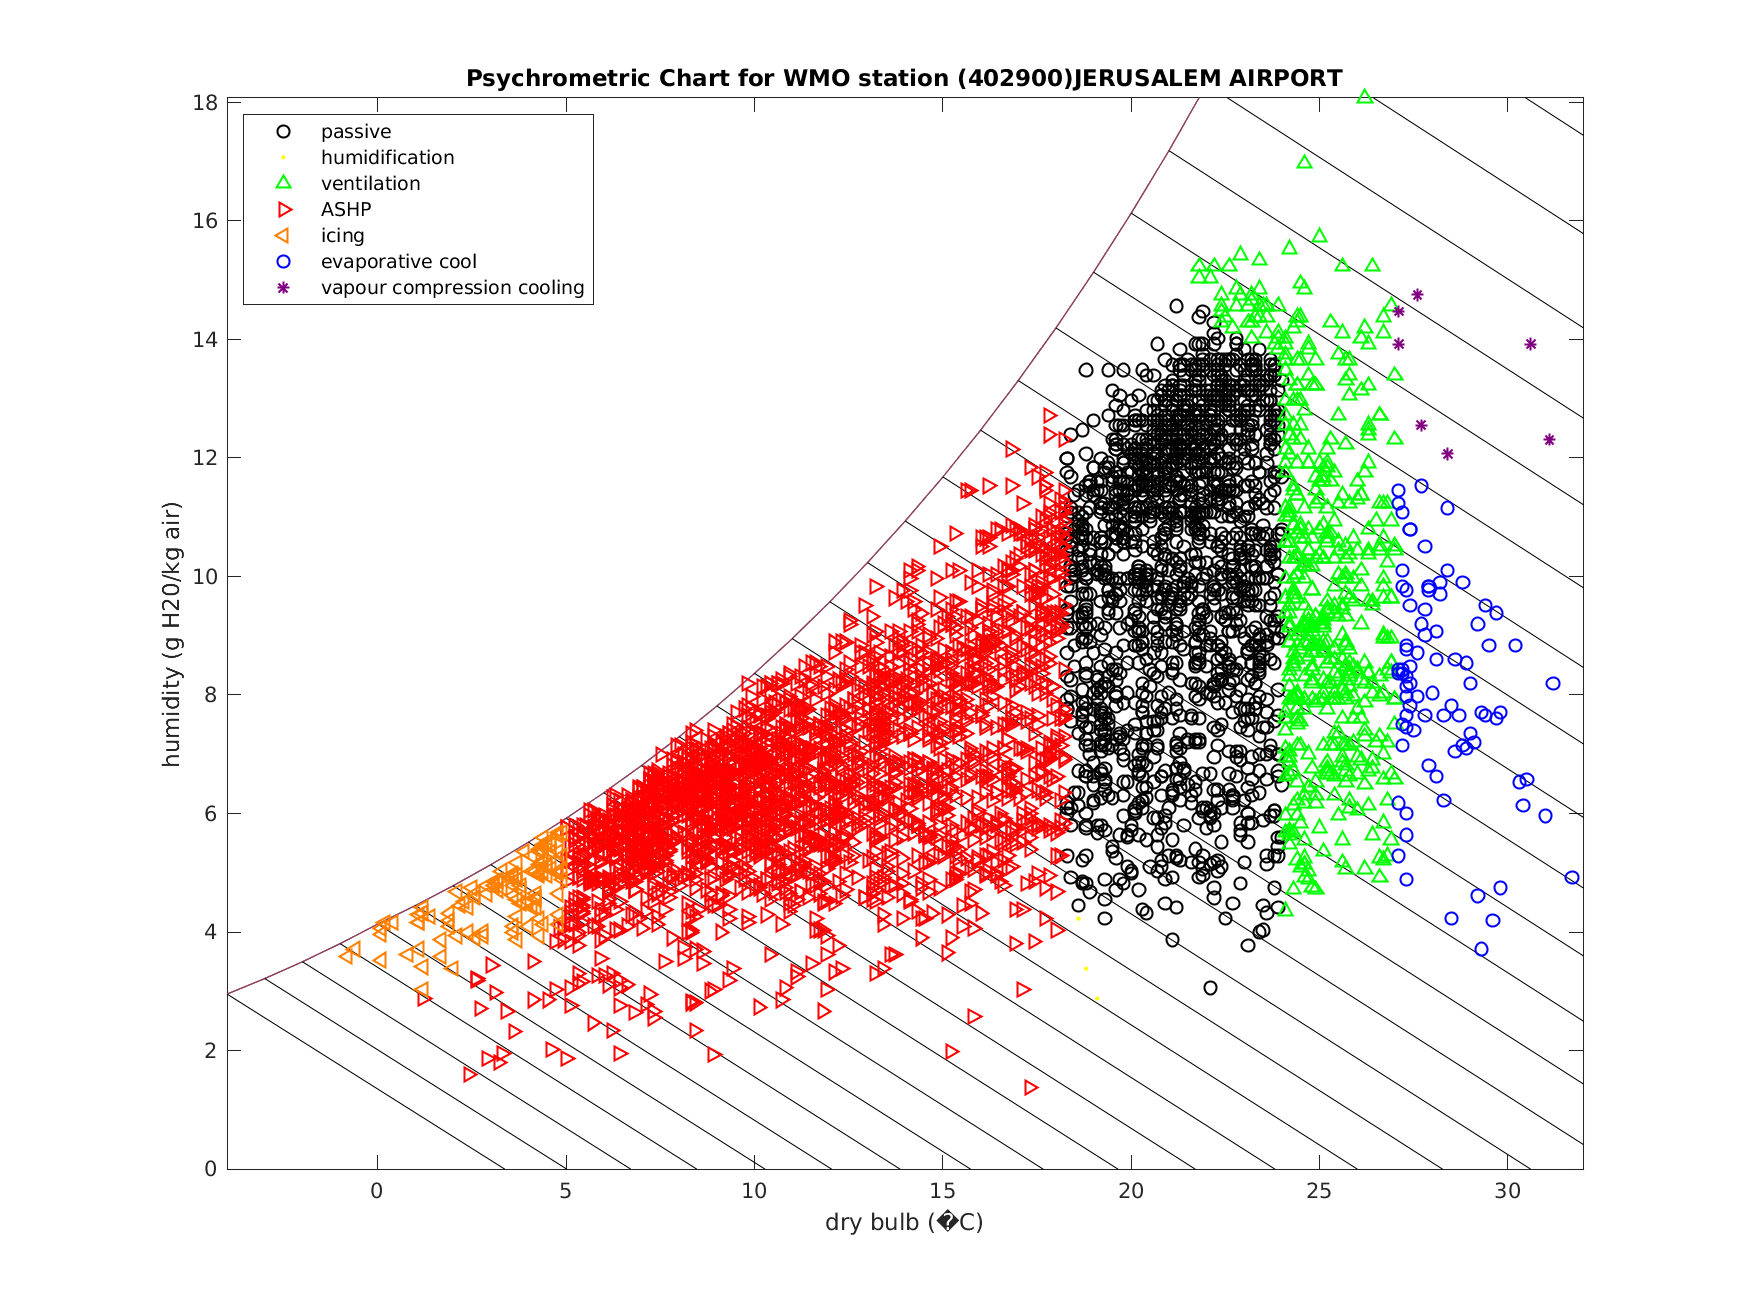 Psychrometric Chart for WMO station (402900)JERUSALEM AIRPORT
18
16
14
12
10
8
6
4
2
0
humidity (g H20/kg air)
passive
humidification
ventilation
ASHP
icing
evaporative cool
vapour compression cooling
0 5 10 15 20 25 30
dry bulb (�C)